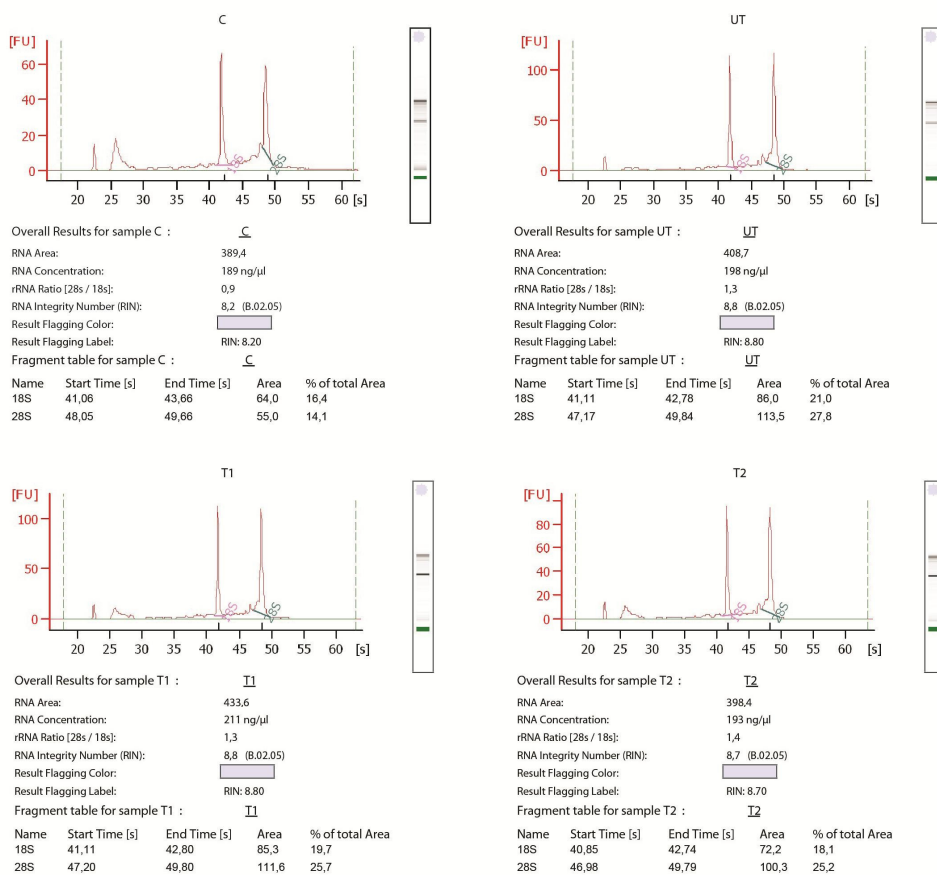 C
[FU]
60
40
20
0
20 25 30 35 40 45 50 55 60 [s]
18S
28S
Overall Results for sample C : C
RNA Area: 389,4
RNA Concentration: 189 ng/µl
rRNA Ratio [28s / 18s]: 0,9
RNA Integrity Number (RIN): 8,2 (B.02.05)
Result Flagging Color:
Result Flagging Label: RIN: 8.20
Fragment table for sample C : C
Name Start Time [s] End Time [s] Area % of total Area
18S 41,06 43,66 64,0 16,4
28S 48,05 49,66 55,0 14,1
UT
[FU]
100
50
0
20 25 30 35 40 45 50 55 60 [s]
18S
28S
Overall Results for sample UT : UT
RNA Area: 408,7
RNA Concentration: 198 ng/µl
rRNA Ratio [28s / 18s]: 1,3
RNA Integrity Number (RIN): 8,8 (B.02.05)
Result Flagging Color:
Result Flagging Label: RIN: 8.80
Fragment table for sample UT : UT
Name Start Time [s] End Time [s] Area % of total Area
18S 41,11 42,78 86,0 21,0
28S 47,17 49,84 113,5 27,8
T1
[FU]
100
50
0
20 25 30 35 40 45 50 55 60 [s]
18S
28S
Overall Results for sample T1 : T1
RNA Area: 433,6
RNA Concentration: 211 ng/µl
rRNA Ratio [28s / 18s]: 1,3
RNA Integrity Number (RIN): 8,8 (B.02.05)
Result Flagging Color:
Result Flagging Label: RIN: 8.80
Fragment table for sample T1 : T1
Name Start Time [s] End Time [s] Area % of total Area
18S 41,11 42,80 85,3 19,7
28S 47,20 49,80 111,6 25,7
T2
[FU]
80
60
40
20
0
20 25 30 35 40 45 50 55 60 [s]
18S
28S
Overall Results for sample T2 : T2
RNA Area: 398,4
RNA Concentration: 193 ng/µl
rRNA Ratio [28s / 18s]: 1,4
RNA Integrity Number (RIN): 8,7 (B.02.05)
Result Flagging Color:
Result Flagging Label: RIN: 8.70
Fragment table for sample T2 : T2
Name Start Time [s] End Time [s] Area % of total Area
18S 40,85 42,74 72,2 18,1
28S 46,98 49,79 100,3 25,2